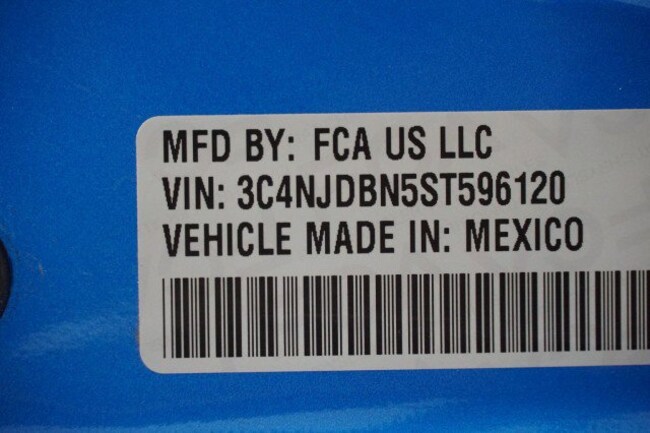 MFD BY: FCA US LLC
VIN: 3C4NJDBN5ST596120
VEHICLE MADE IN: MEXICO